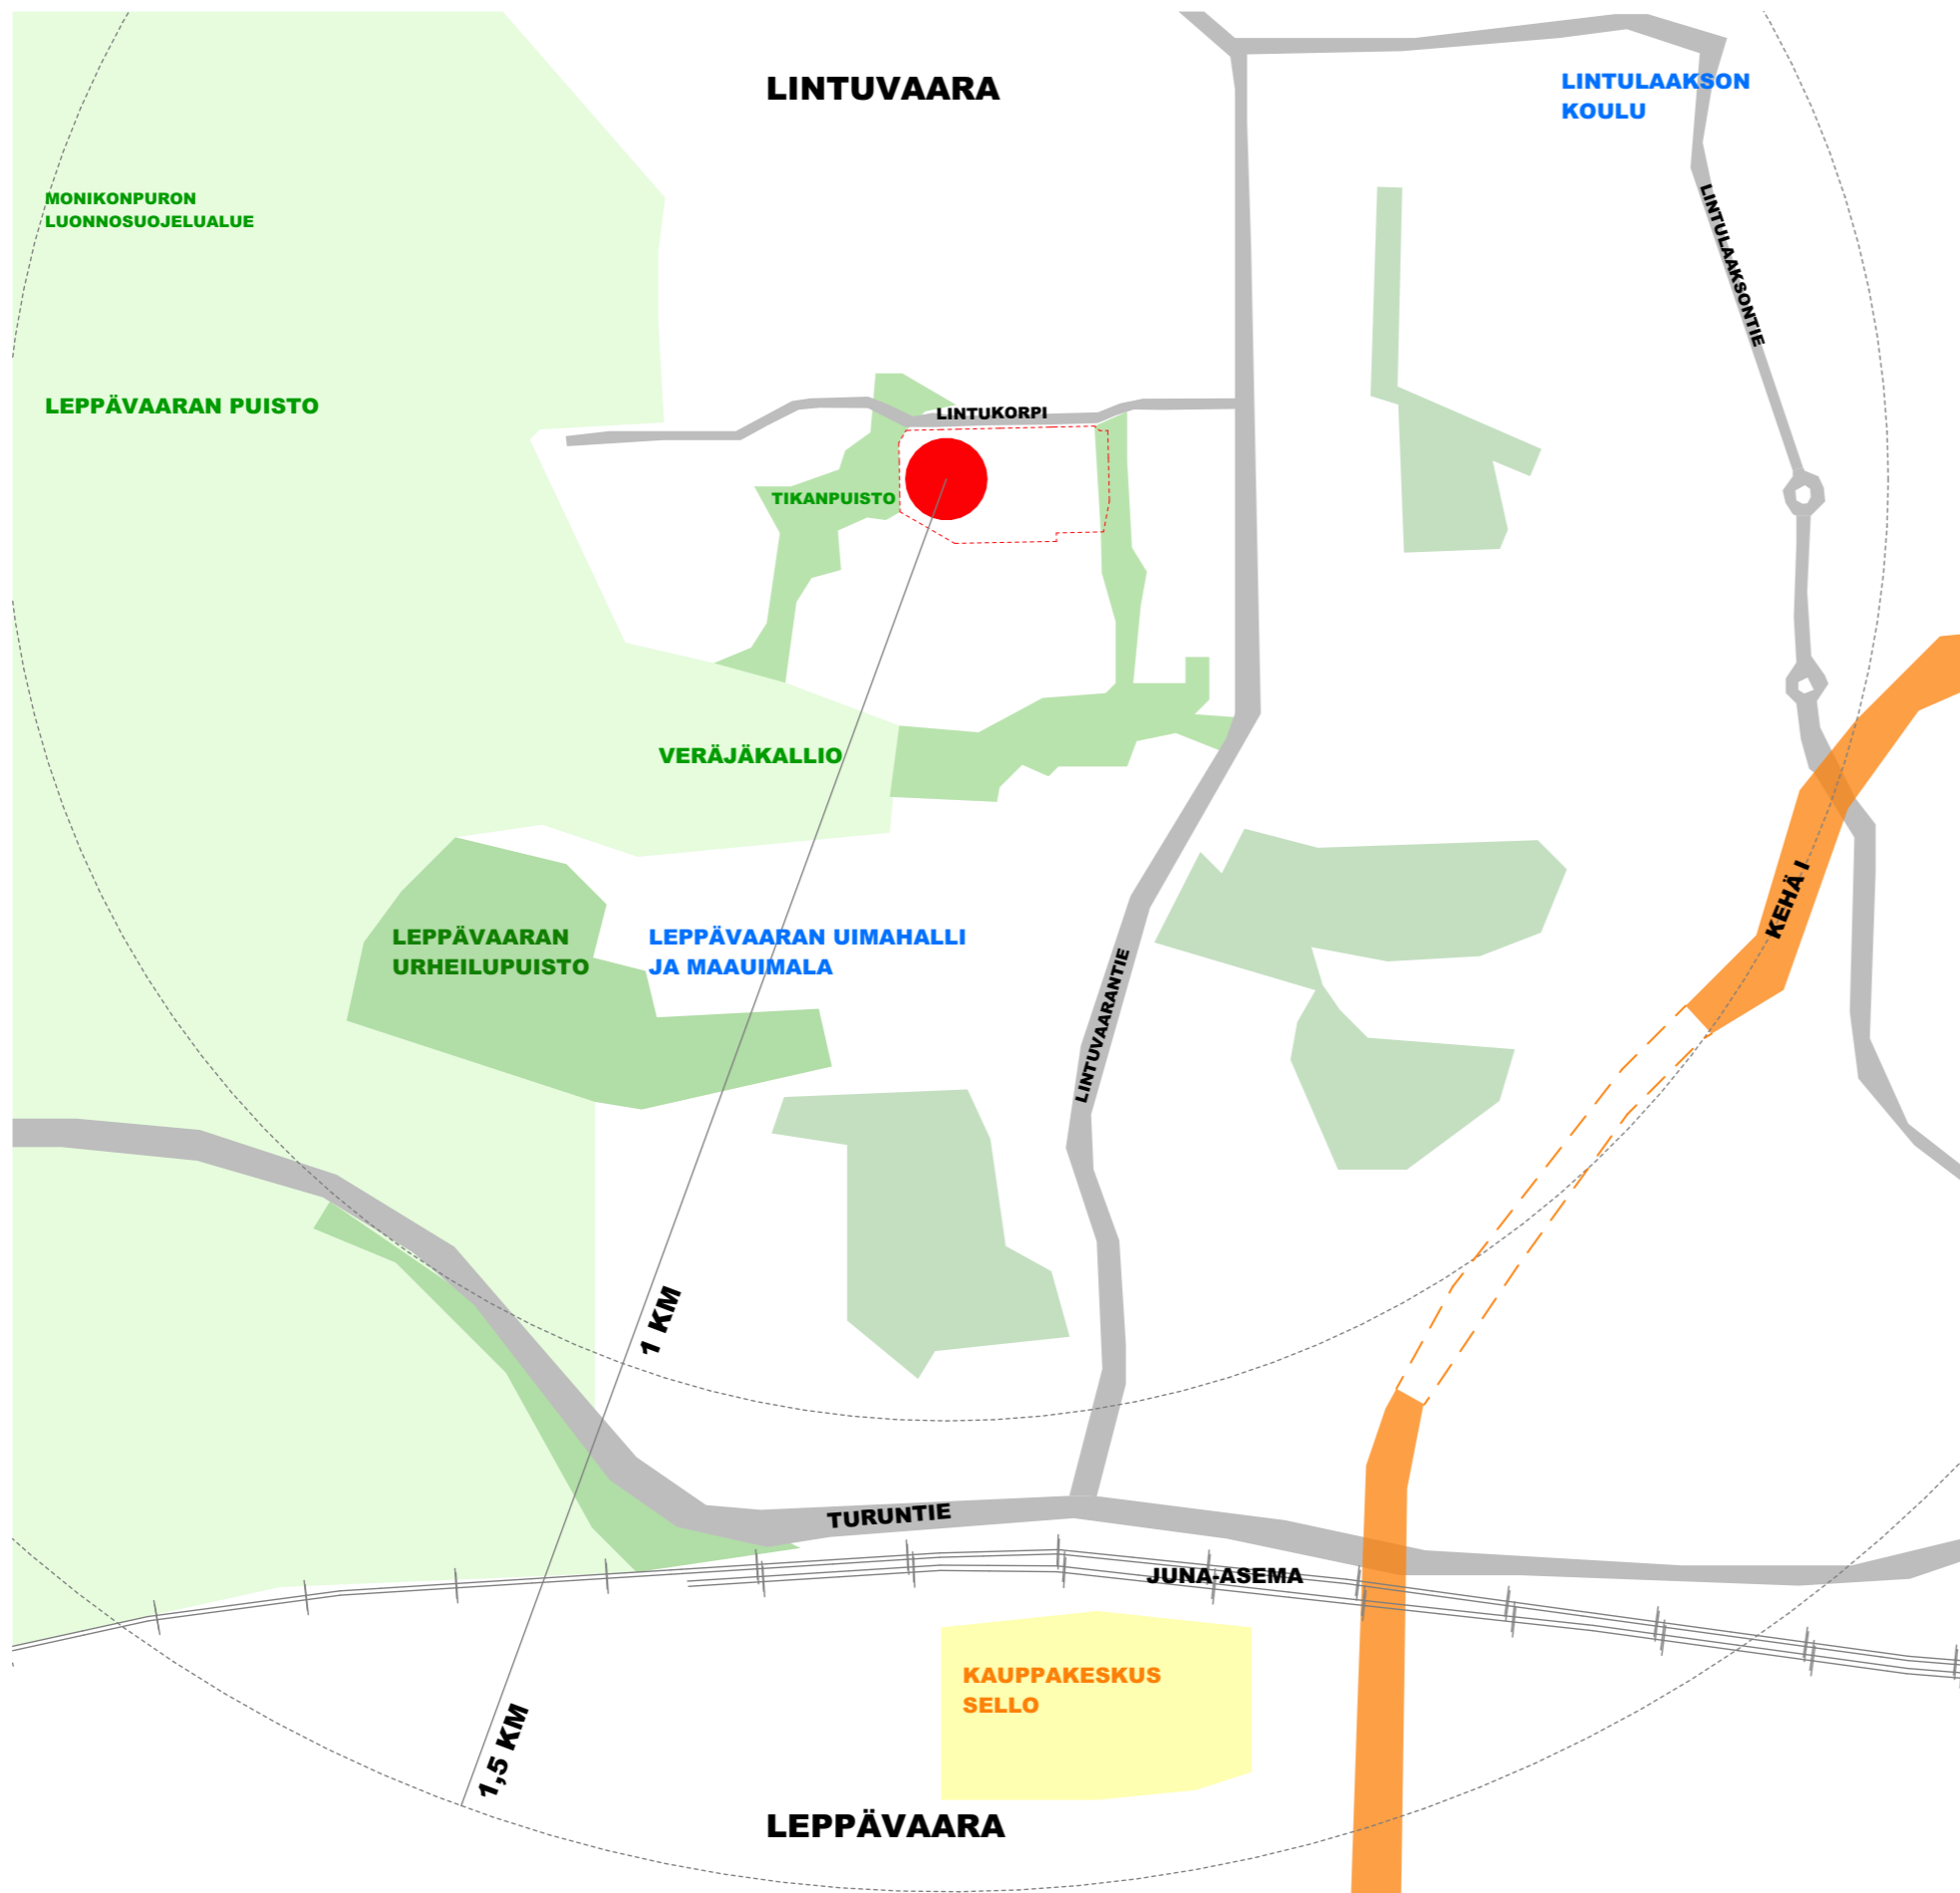 LINTUVAARA
LINTULAAKSON
KOULU
MONIKONPURON
LUONNOSUOJELUALUE
LINTULAAKSONTIE
LEPPÄVAARAN PUISTO
LINTUKORPI
TIKANPUISTO
VERÄJÄKALLIO
KEHÄ I
LEPPÄVAARAN
URHEILUPUISTO
LEPPÄVAARAN UIMAHALLI
JA MAAUIMALA
LINTUVAARANTIE
1 KM
TURUNTIE
JUNA-ASEMA
KAUPPAKESKUS
SELLO
1,5 KM
LEPPÄVAARA